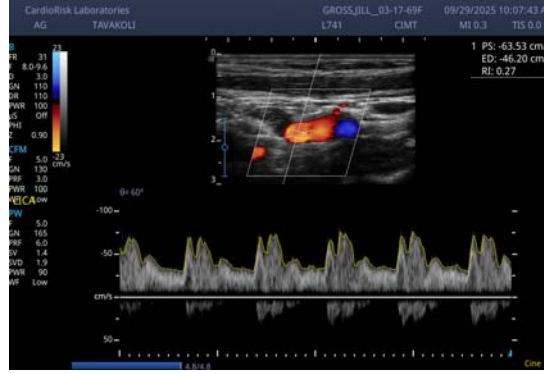 CardioRisk Laboratories GROSS,JILL__03-17-69F 09/29/2025 10:07:43 A
AG TAVAKOLI L741 CIMT MI 0.3 TIS 0.0
B
FR 31
F 8.0-9.6
D 3.0
GN 110
DR 110
PWR 100
µS Off
PHI
Z 0.90
23
-23
cm/s
CFM
F 5.0
GN 130
PRF 3.0
PWR 100
WF Low
LICA
PW
F 5.0
GN 165
PRF 6.0
SV 1.4
SVD 1.9
PWR 90
WF Low
0
1
2
3
1 PS: -63.53 cm/
ED: -46.20 cm/
RI: 0.27
θ= 60°
-100
-50
cm/s
50
4.8/4.8
Cine